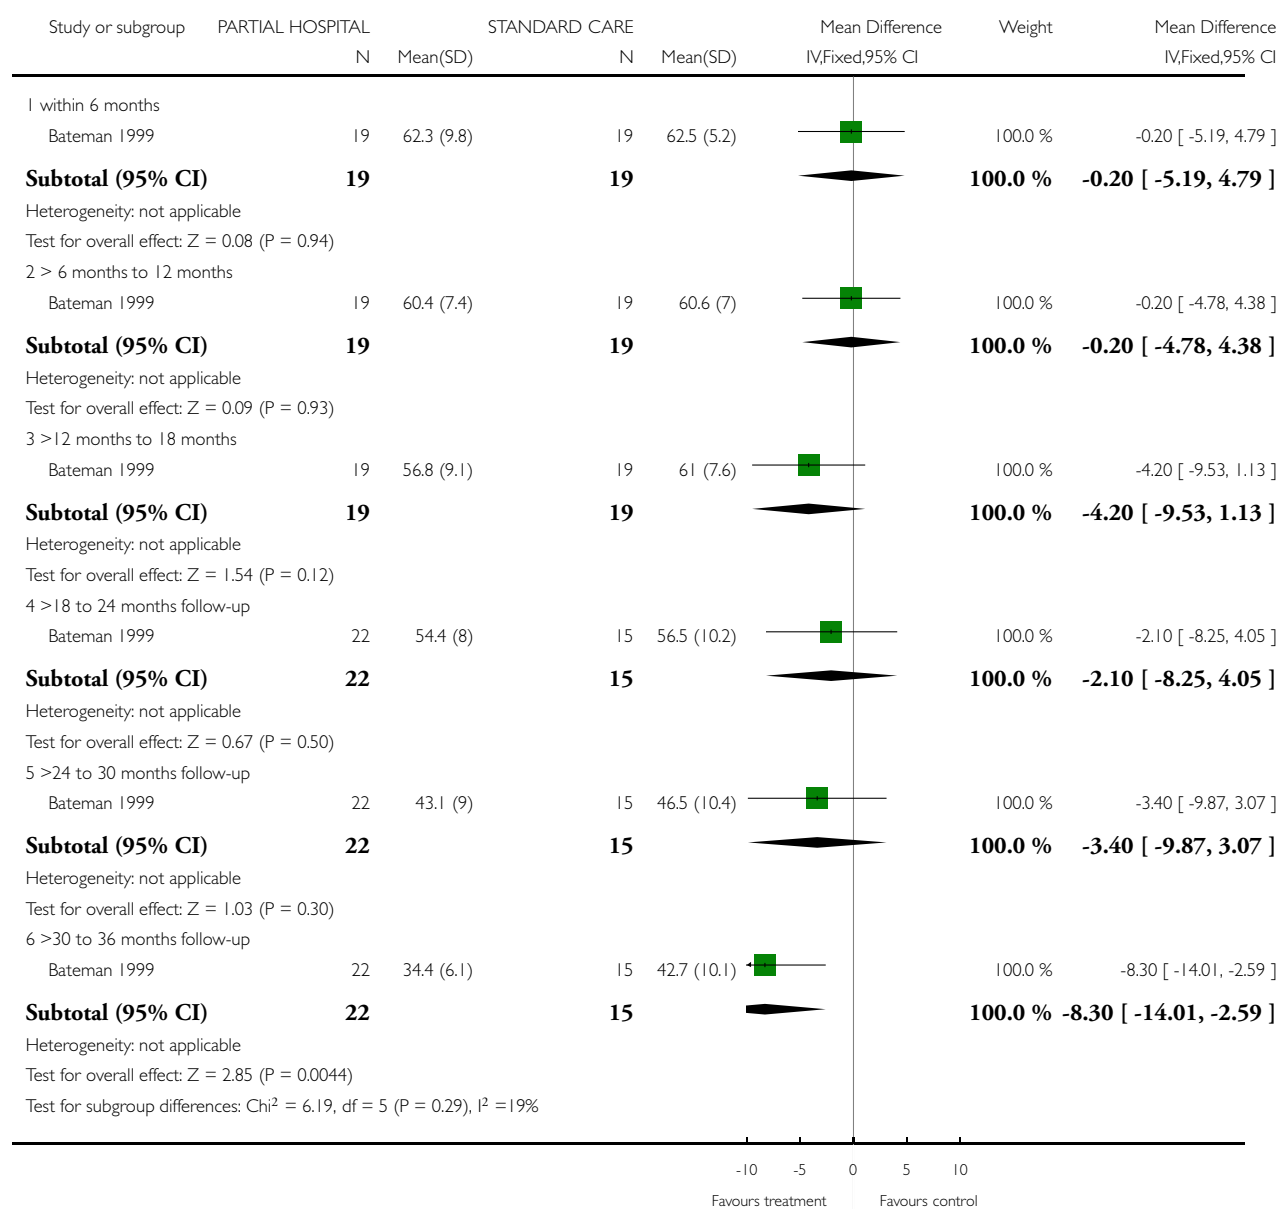 Study or subgroup PARTIAL HOSPITAL STANDARD CARE Mean Difference Weight Mean Difference
N Mean(SD) N Mean(SD) IV,Fixed,95% CI IV,Fixed,95% CI
1 within 6 months
Bateman 1999 19 62.3 (9.8) 19 62.5 (5.2) 100.0 % -0.20 [ -5.19, 4.79 ]
Subtotal (95% CI) 19 19 100.0 % -0.20 [ -5.19, 4.79 ]
Heterogeneity: not applicable
Test for overall effect: Z = 0.08 (P = 0.94)
2 > 6 months to 12 months
Bateman 1999 19 60.4 (7.4) 19 60.6 (7) 100.0 % -0.20 [ -4.78, 4.38 ]
Subtotal (95% CI) 19 19 100.0 % -0.20 [ -4.78, 4.38 ]
Heterogeneity: not applicable
Test for overall effect: Z = 0.09 (P = 0.93)
3 >12 months to 18 months
Bateman 1999 19 56.8 (9.1) 19 61 (7.6) 100.0 % -4.20 [ -9.53, 1.13 ]
Subtotal (95% CI) 19 19 100.0 % -4.20 [ -9.53, 1.13 ]
Heterogeneity: not applicable
Test for overall effect: Z = 1.54 (P = 0.12)
4 >18 to 24 months follow-up
Bateman 1999 22 54.4 (8) 15 56.5 (10.2) 100.0 % -2.10 [ -8.25, 4.05 ]
Subtotal (95% CI) 22 15 100.0 % -2.10 [ -8.25, 4.05 ]
Heterogeneity: not applicable
Test for overall effect: Z = 0.67 (P = 0.50)
5 >24 to 30 months follow-up
Bateman 1999 22 43.1 (9) 15 46.5 (10.4) 100.0 % -3.40 [ -9.87, 3.07 ]
Subtotal (95% CI) 22 15 100.0 % -3.40 [ -9.87, 3.07 ]
Heterogeneity: not applicable
Test for overall effect: Z = 1.03 (P = 0.30)
6 >30 to 36 months follow-up
Bateman 1999 22 34.4 (6.1) 15 42.7 (10.1) 100.0 % -8.30 [ -14.01, -2.59 ]
Subtotal (95% CI) 22 15 100.0 % -8.30 [ -14.01, -2.59 ]
Heterogeneity: not applicable
Test for overall effect: Z = 2.85 (P = 0.0044)
Test for subgroup differences: Chi² = 6.19, df = 5 (P = 0.29), I² =19%
-10 -5 0 5 10
Favours treatment Favours control